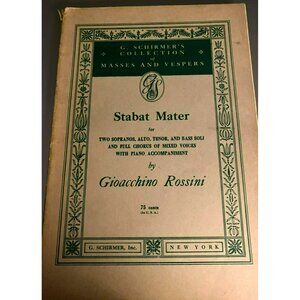 G. SCHIRMER'S
COLLECTION
of
MASSES AND VESPERS
Stabat Mater
for
TWO SOPRANOS, ALTO, TENOR, AND BASS SOLI
AND FULL CHORUS OF MIXED VOICES
WITH PIANO ACCOMPANIMENT
by
Gioacchino Rossini
75 cents
(In U.S.A.)
G. SCHIRMER, Inc. NEW YORK